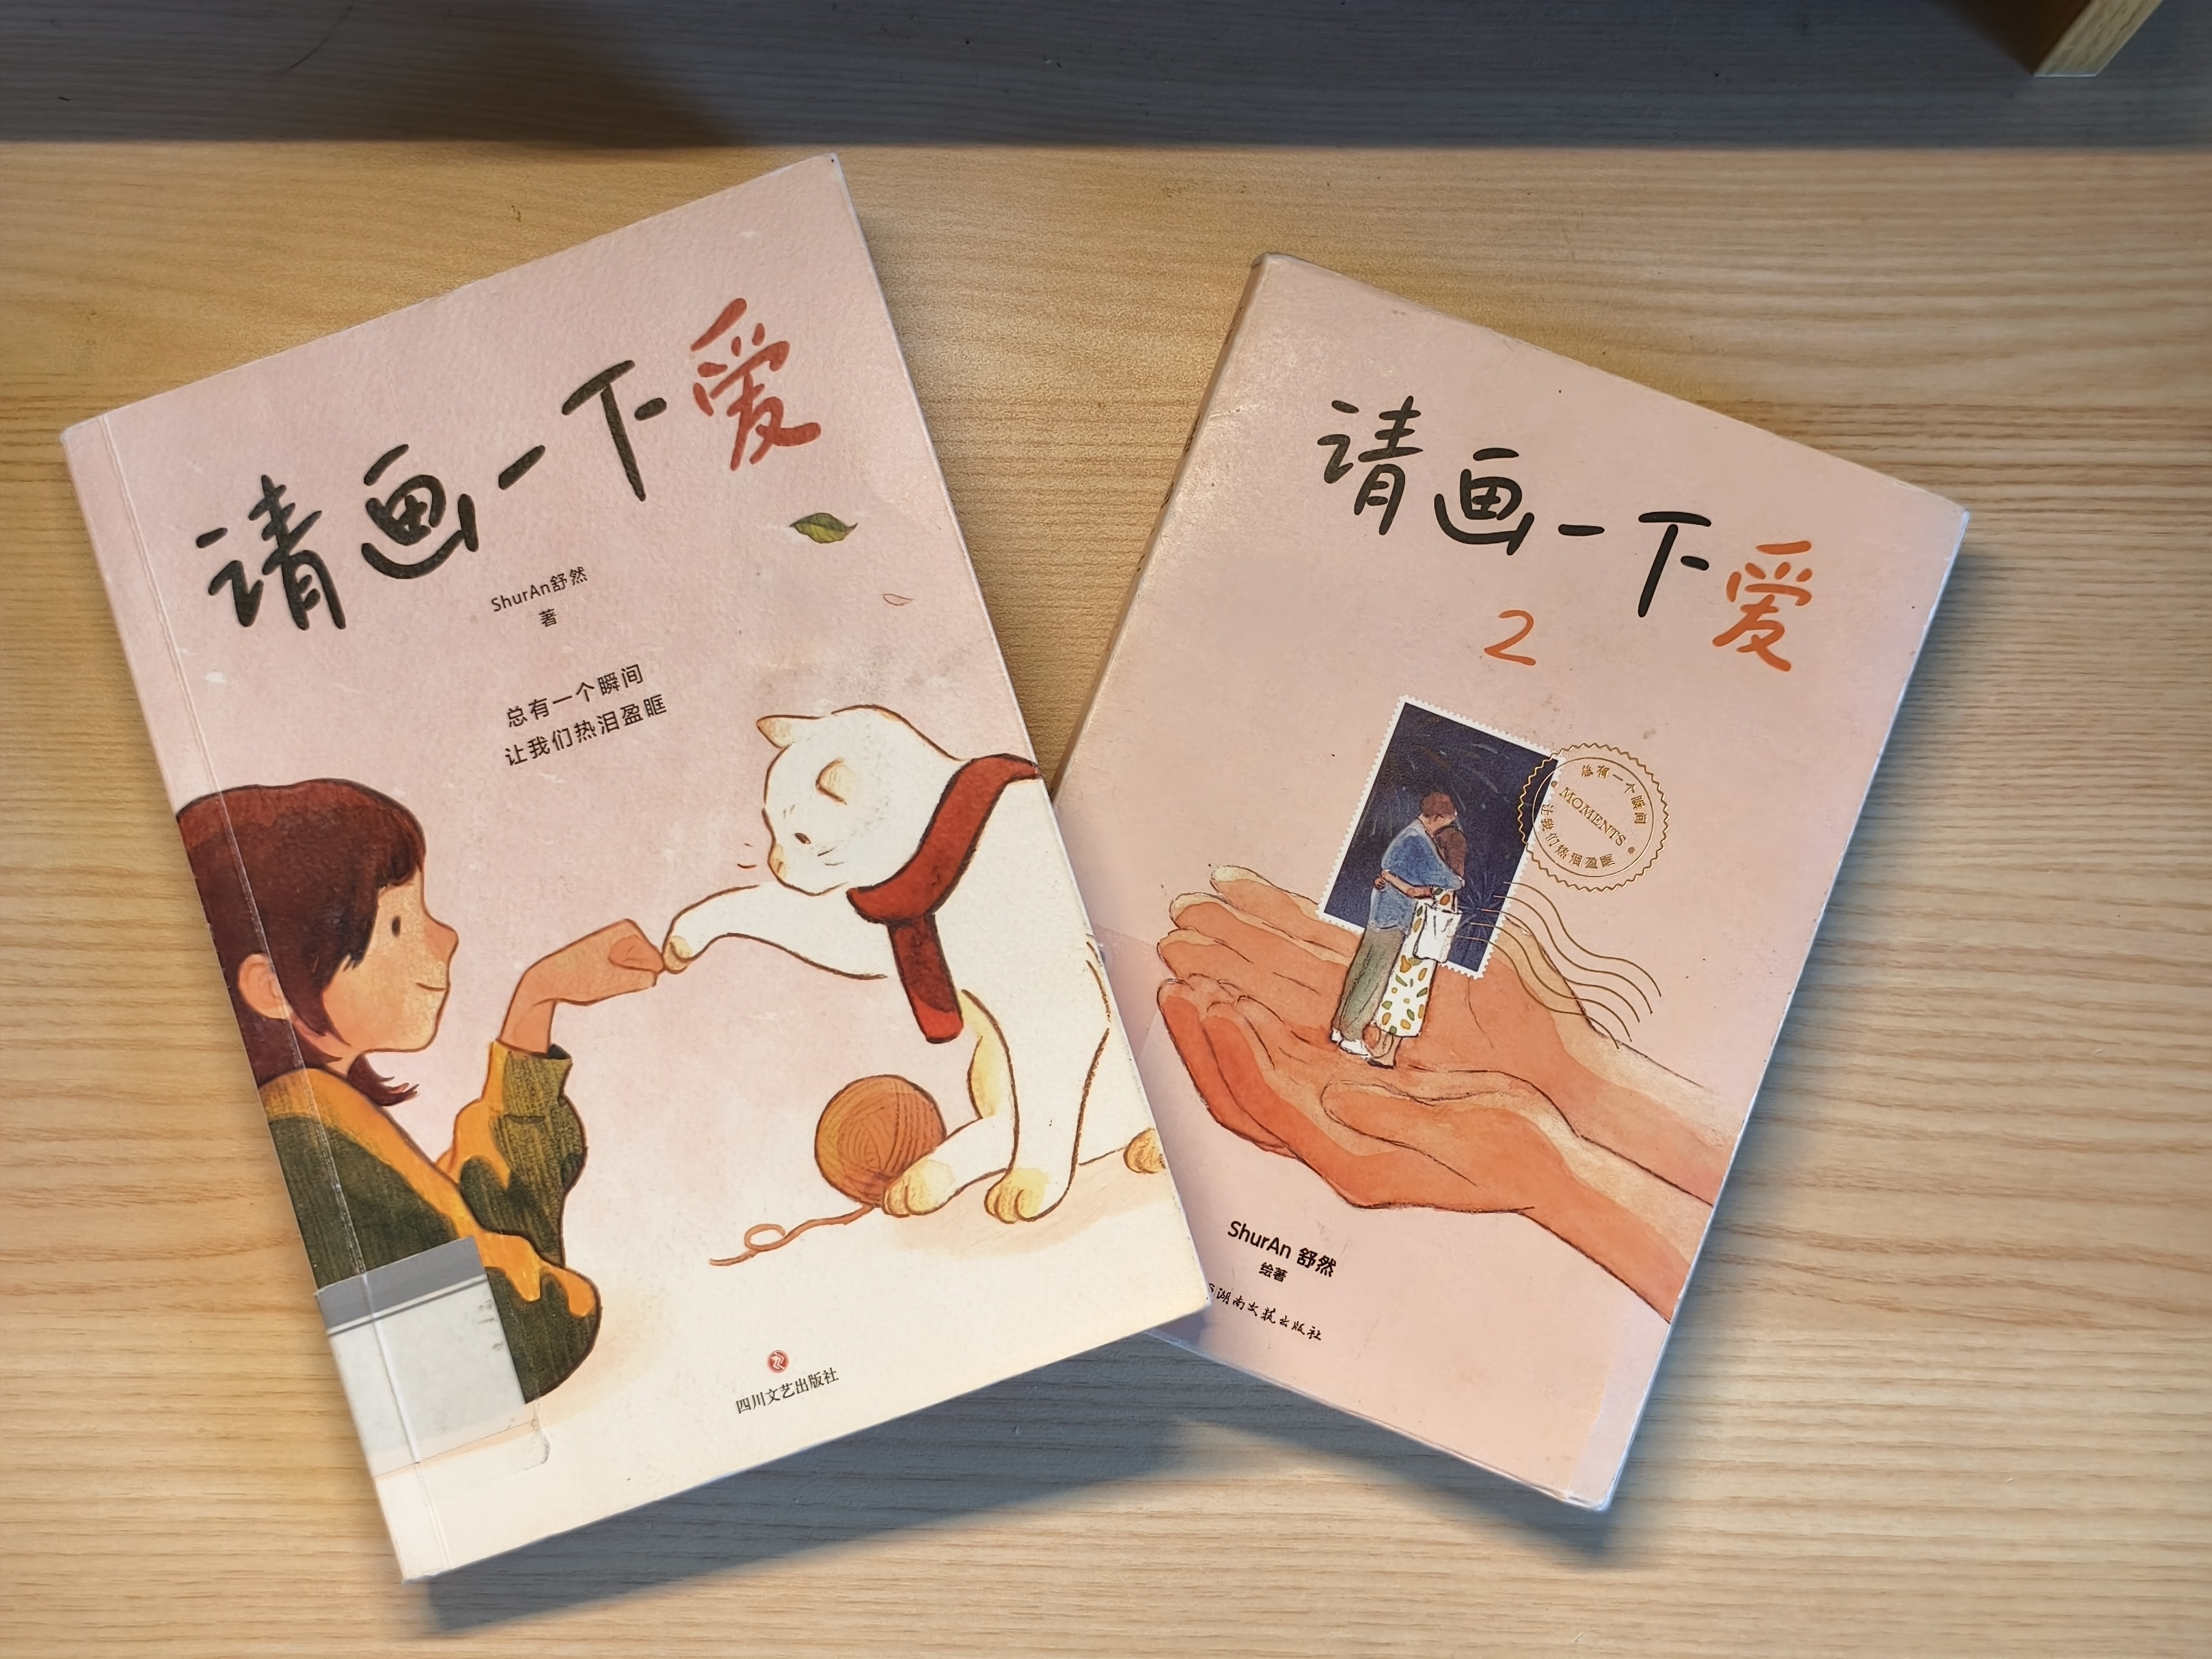 请画一下爱
ShurAn舒然
著
总有一个瞬间
让我们热泪盈眶
四川文艺出版社
请画一下爱
2
总有一个瞬间
MOMENTS
让我们热泪盈眶
ShurAn 舒然
绘著
湖南文艺出版社